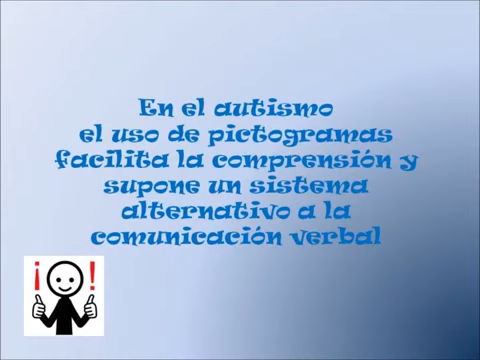 En el autismo
el uso de pictogramas
facilita la comprensión y
supone un sistema
alternativo a la
comunicación verbal
¡ !